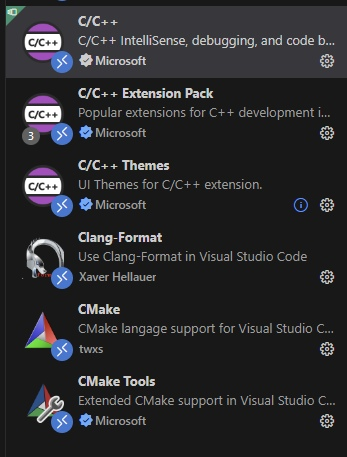 C/C++
C/C++
C/C++ IntelliSense, debugging, and code b...
Microsoft
C/C++ Extension Pack
C/C++
Popular extensions for C++ development i...
3
Microsoft
C/C++ Themes
C/C++
UI Themes for C/C++ extension.
Microsoft
Clang-Format
Use Clang-Format in Visual Studio Code
Xaver Hellauer
CMake
CMake langage support for Visual Studio C...
twxs
CMake Tools
Extended CMake support in Visual Studio C...
Microsoft